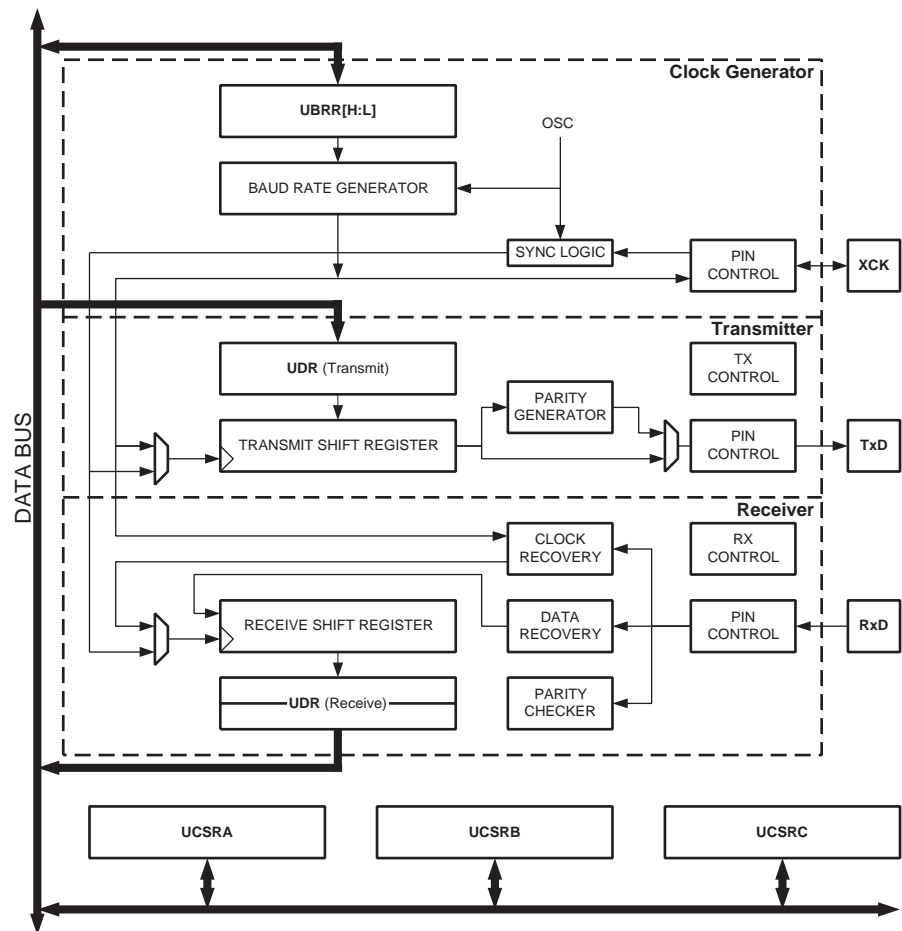 Clock Generator
UBRR[H:L]
OSC
BAUD RATE GENERATOR
SYNC LOGIC
PIN
CONTROL
XCK
Transmitter
UDR (Transmit)
TX
CONTROL
PARITY
GENERATOR
TRANSMIT SHIFT REGISTER
PIN
CONTROL
TxD
DATA BUS
Receiver
CLOCK
RECOVERY
RX
CONTROL
RECEIVE SHIFT REGISTER
DATA
RECOVERY
PIN
CONTROL
RxD
UDR (Receive)
PARITY
CHECKER
UCSRA
UCSRB
UCSRC